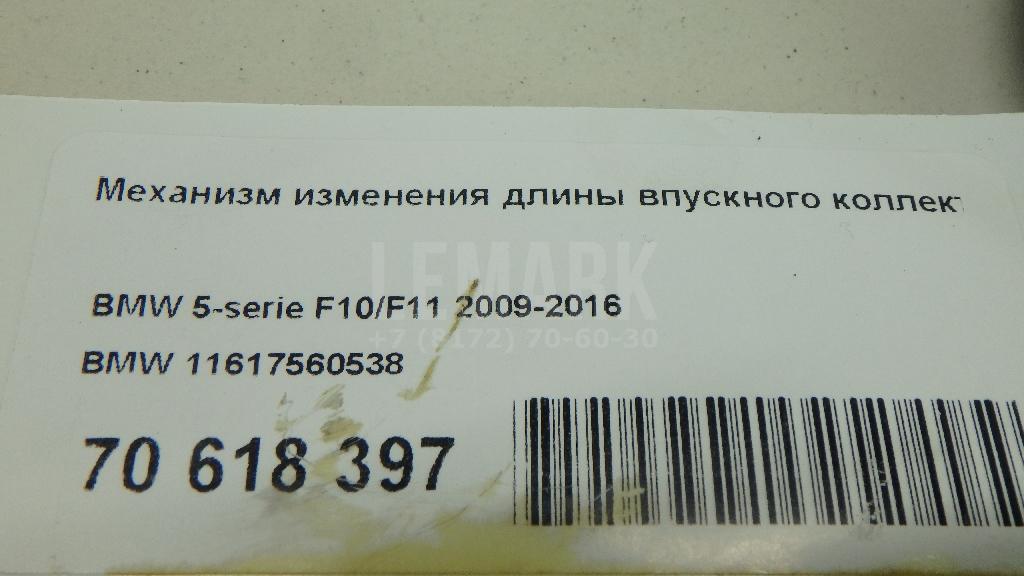 Механизм изменения длины впускного коллек
LEMARK
BMW 5-serie F10/F11 2009-2016
+7 (8172) 70-60-30
BMW 11617560538
70 618 397